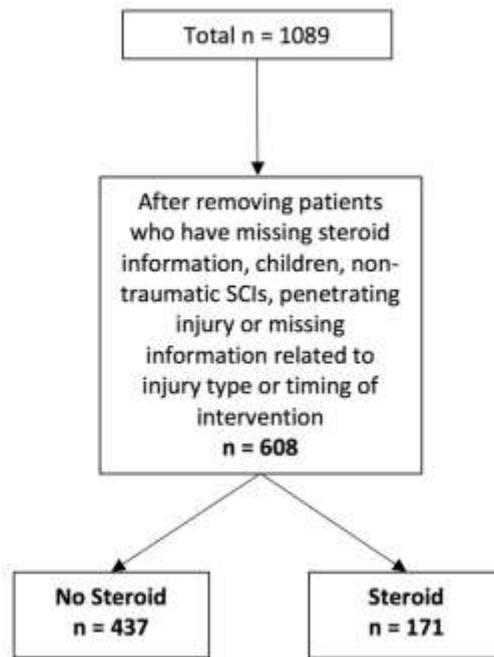 Total n = 1089
After removing patients
who have missing steroid
information, children, non-
traumatic SCIs, penetrating
injury or missing
information related to
injury type or timing of
intervention
n = 608
No Steroid
n = 437
Steroid
n = 171